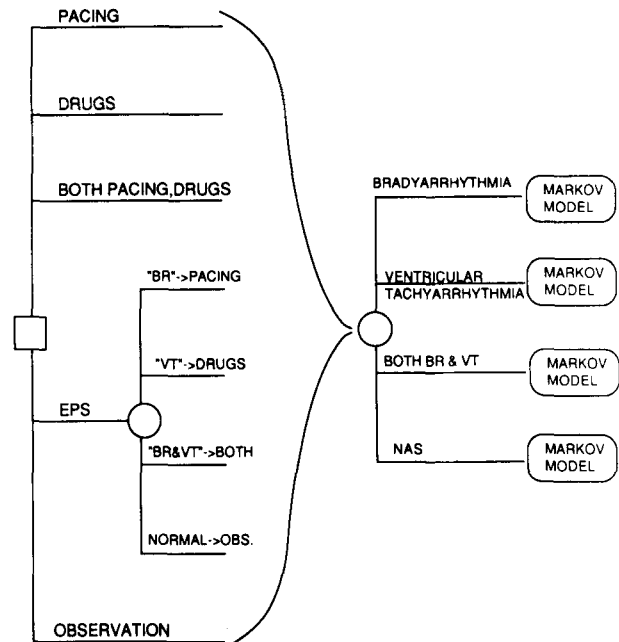 PACING
DRUGS
BOTH PACING,DRUGS
"BR"->PACING
"VT"->DRUGS
EPS
"BR&VT"->BOTH
NORMAL->OBS.
OBSERVATION
BRADYARRHYTHMIA
MARKOV
MODEL
VENTRICULAR
TACHYARRHYTHMIA
MARKOV
MODEL
BOTH BR & VT
MARKOV
MODEL
NAS
MARKOV
MODEL